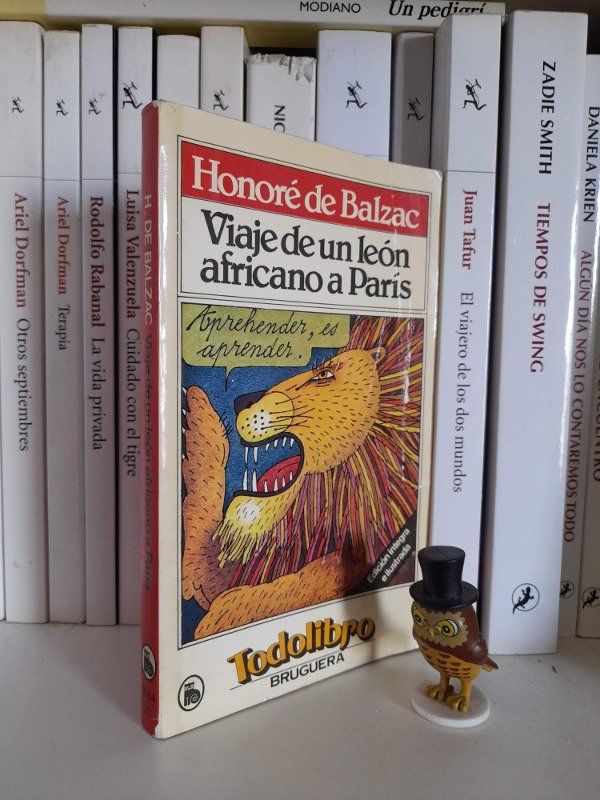 MODIANO Un pedigrí
Ariel Dorfman Otros septiembres
Ariel Dorfman Terapia
Rodolfo Rabanal La vida privada
Luisa Valenzuela Cuidado con el tigre
H. DE BALZAC Viaje de un león africano a París
Honoré de Balzac
Viaje de un león
africano a París
Aprehender, es
aprender.
Edición íntegra
e ilustrada
Todolibro
BRUGUERA
Juan Tafur El viajero de los dos mundos
ZADIE SMITH TIEMPOS DE SWING
DANIELA KRIEN ALGÚN DÍA NOS LO CONTAREMOS TODO